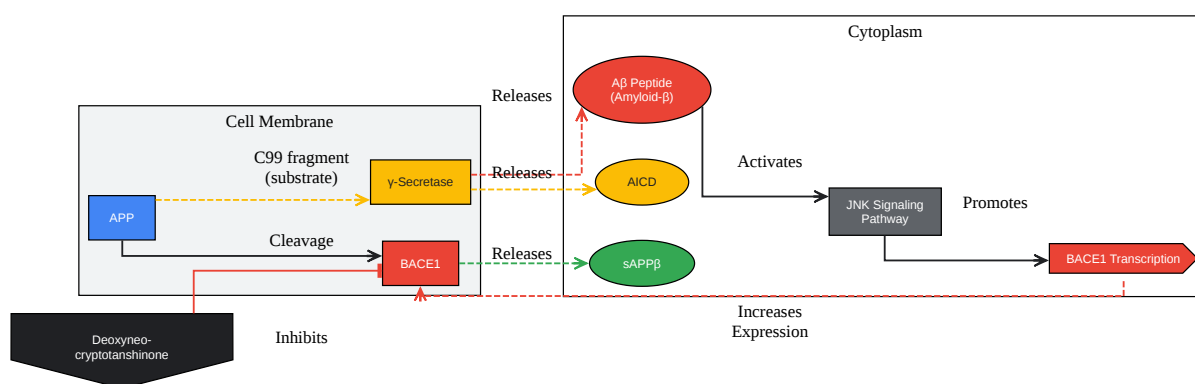 Cytoplasm
Aβ Peptide
(Amyloid-β)
Releases
Cell Membrane
C99 fragment
(substrate)
γ-Secretase
Releases
AICD
Activates
APP
JNK Signaling
Pathway
Promotes
Cleavage
BACE1
Releases
sAPPβ
BACE1 Transcription
Increases
Expression
Inhibits
Deoxyneo-
cryptotanshinone